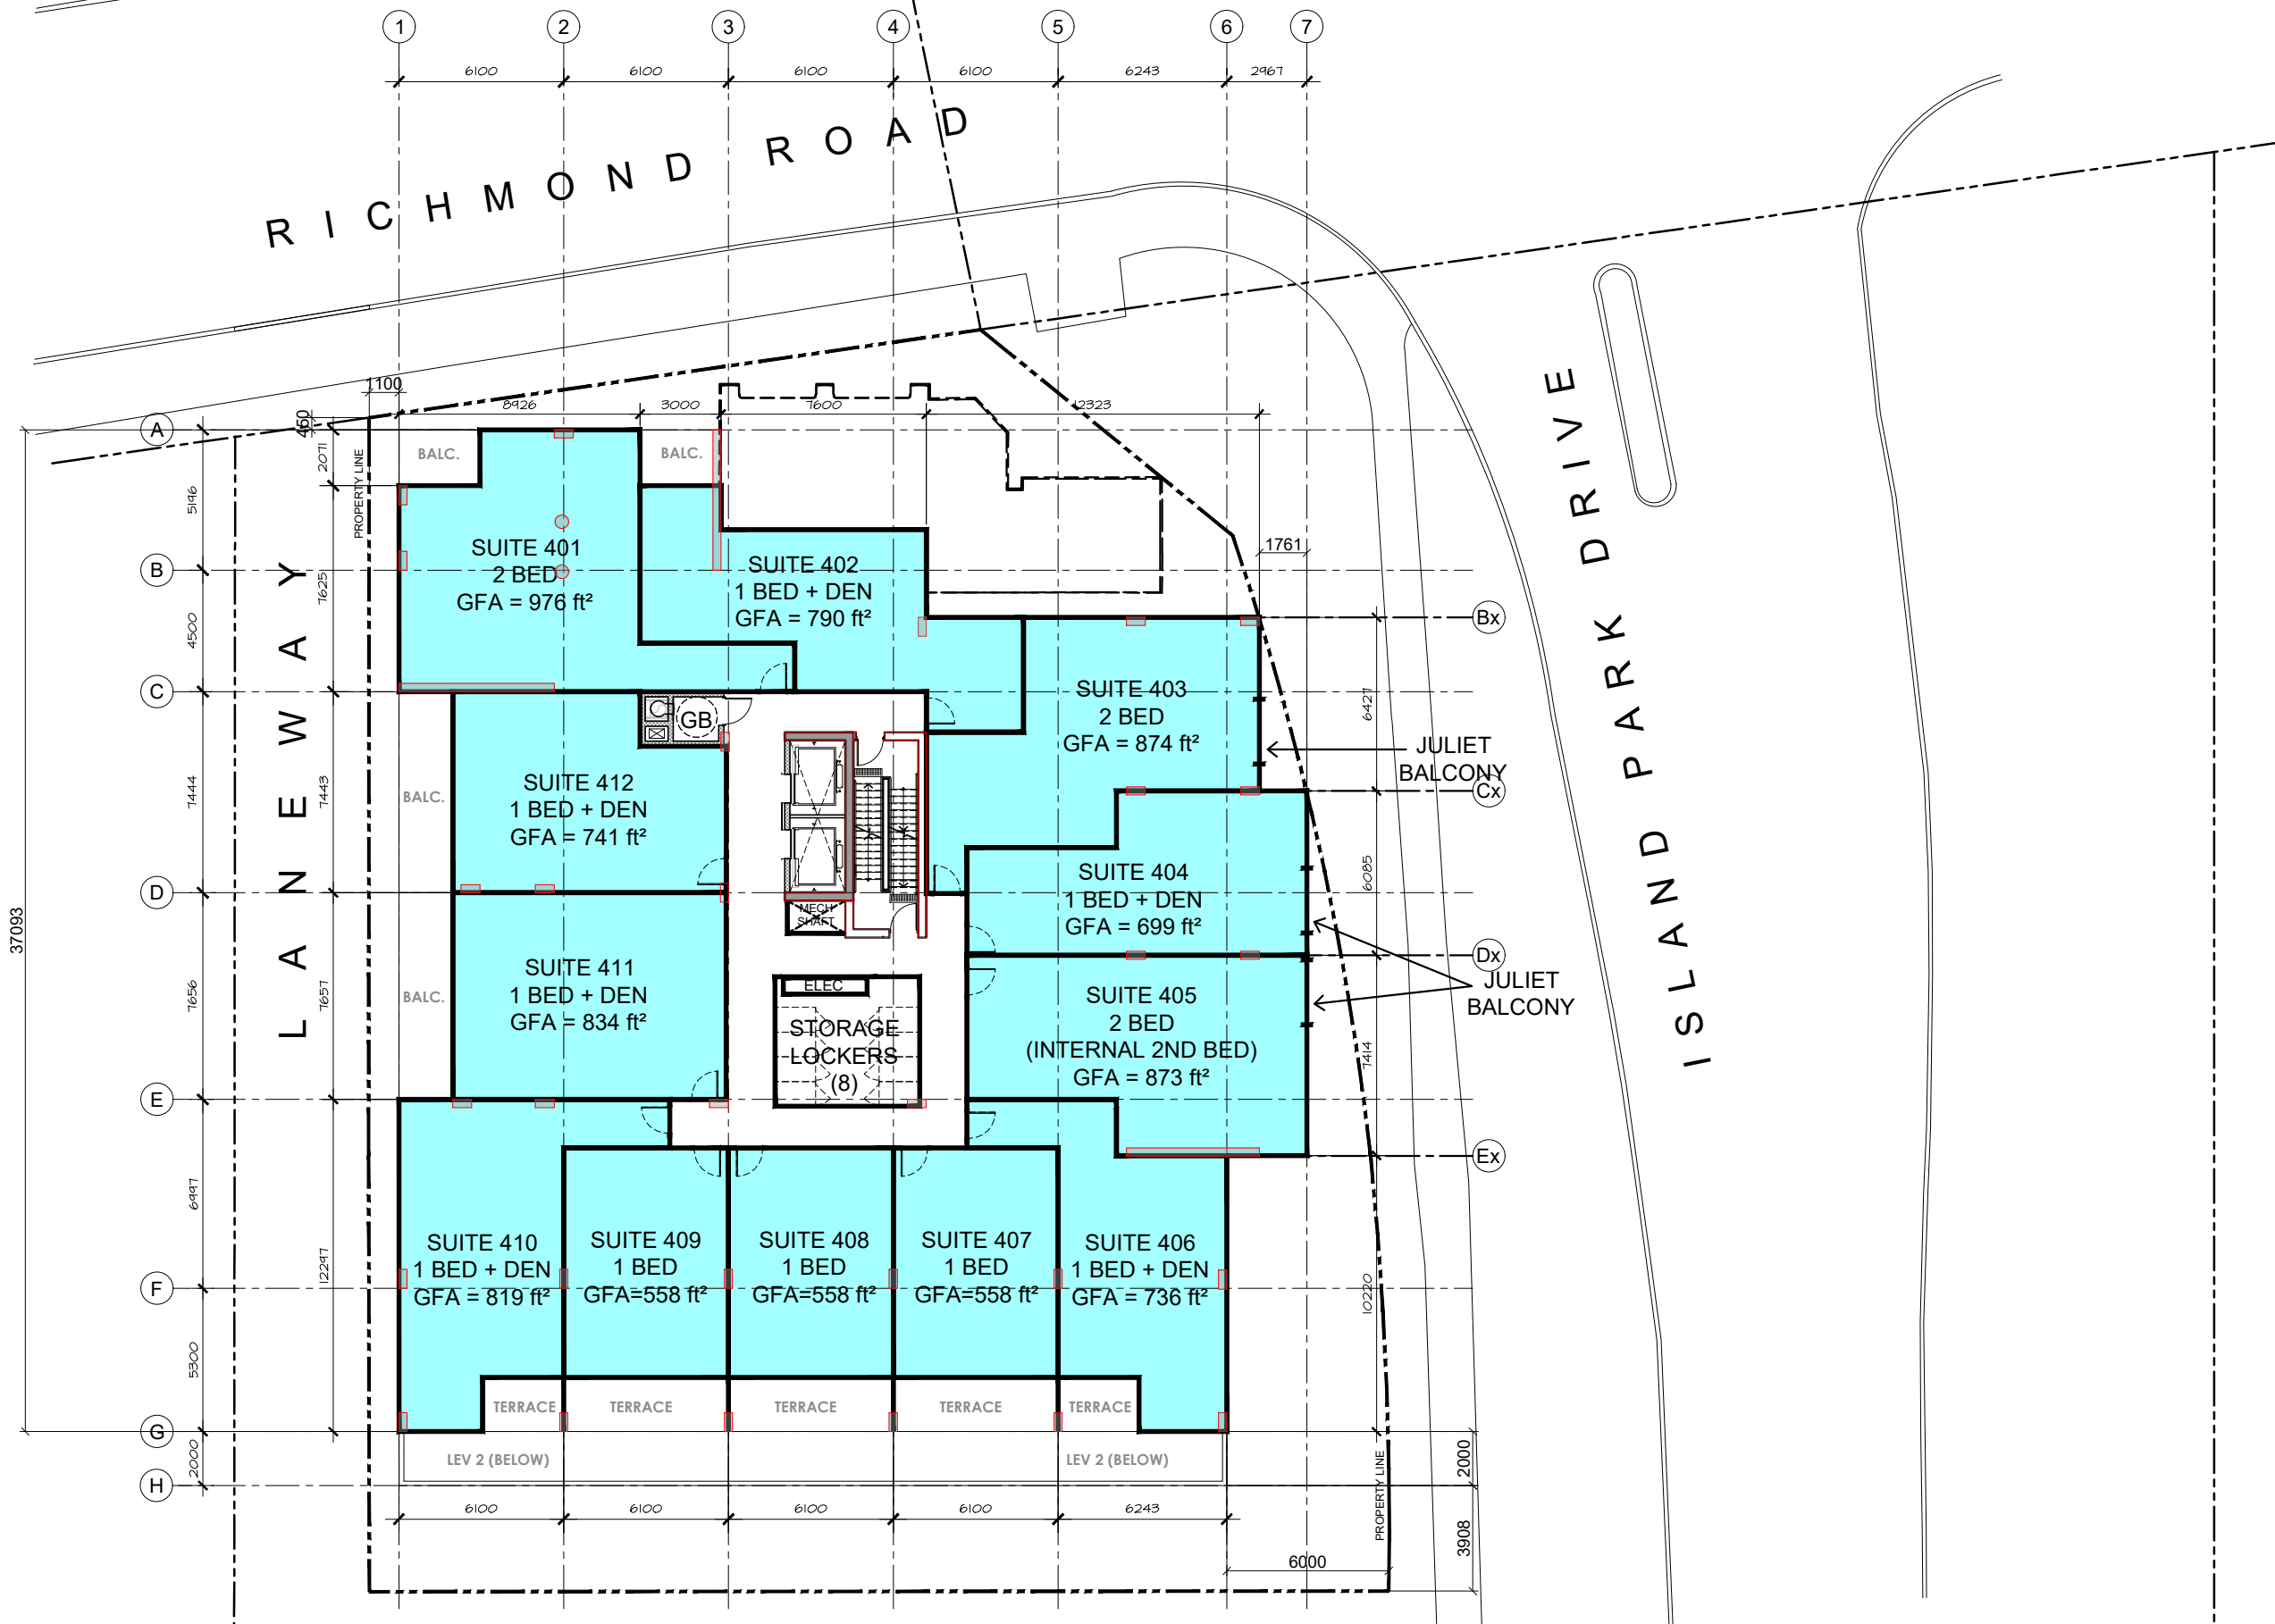 1 2 3 4 5 6 7
6100 6100 6100 6100 6243 2967
RICHMOND ROAD
1100
8926 3000 7600 12323
450
A
BALC. BALC.
2071
PROPERTY LINE
5196
SUITE 401
2 BED
GFA = 976 ft²
SUITE 402
1 BED + DEN
GFA = 790 ft²
1761
B
7625
4500
Bx
SUITE 403
2 BED
GFA = 874 ft²
6427
C
GB
JULIET
BALCONY
Cx
LANEWAY
ISLAND PARK DRIVE
SUITE 412
1 BED + DEN
GFA = 741 ft²
BALC.
7444
7443
SUITE 404
1 BED + DEN
GFA = 699 ft²
6085
D
MECH
SHAFT
37093
Dx
JULIET
BALCONY
SUITE 411
1 BED + DEN
GFA = 834 ft²
BALC.
7656
7657
ELEC
STORAGE
LOCKERS
(8)
SUITE 405
2 BED
(INTERNAL 2ND BED)
GFA = 873 ft²
7414
E
Ex
6997
12297
SUITE 410
1 BED + DEN
GFA = 819 ft²
SUITE 409
1 BED
GFA=558 ft²
SUITE 408
1 BED
GFA=558 ft²
SUITE 407
1 BED
GFA=558 ft²
SUITE 406
1 BED + DEN
GFA = 736 ft²
10220
F
5300
TERRACE TERRACE TERRACE TERRACE TERRACE
G
LEV 2 (BELOW) LEV 2 (BELOW)
2000
2000
PROPERTY LINE
H
6100 6100 6100 6100 6243
3908
6000